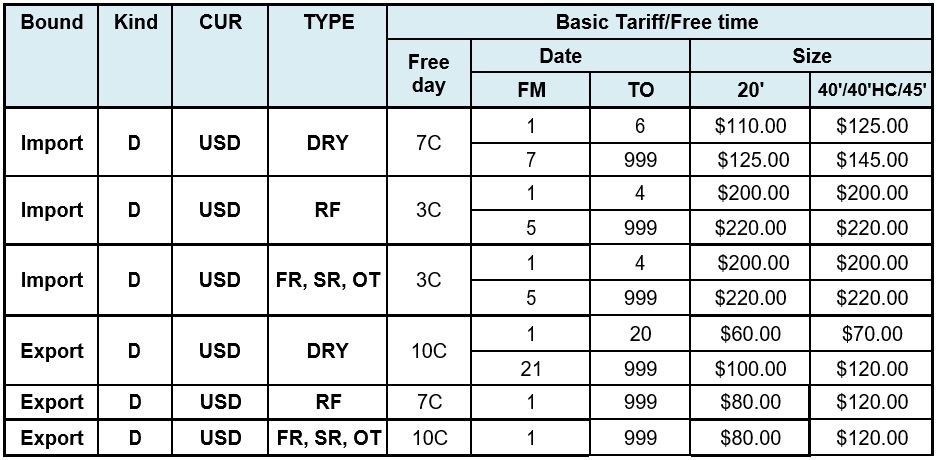 Bound Kind CUR TYPE Basic Tariff/Free time
Free day Date Size
FM TO 20' 40'/40'HC/45'
Import D USD DRY 7C 1 6 $110.00 $125.00
7 999 $125.00 $145.00
Import D USD RF 3C 1 4 $200.00 $200.00
5 999 $220.00 $220.00
Import D USD FR, SR, OT 3C 1 4 $200.00 $200.00
5 999 $220.00 $220.00
Export D USD DRY 10C 1 20 $60.00 $70.00
21 999 $100.00 $120.00
Export D USD RF 7C 1 999 $80.00 $120.00
Export D USD FR, SR, OT 10C 1 999 $80.00 $120.00